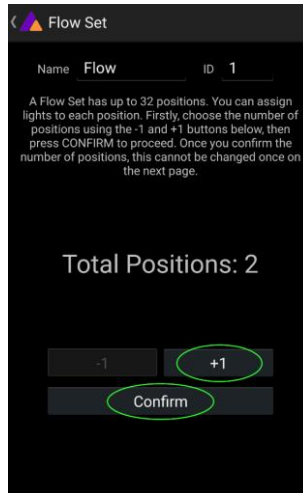 Flow Set
Name Flow ID 1
A Flow Set has up to 32 positions. You can assign
lights to each position. Firstly, choose the number of
positions using the -1 and +1 buttons below, then
press CONFIRM to proceed. Once you confirm the
number of positions, this cannot be changed once on
the next page.
Total Positions: 2
-1 +1
Confirm